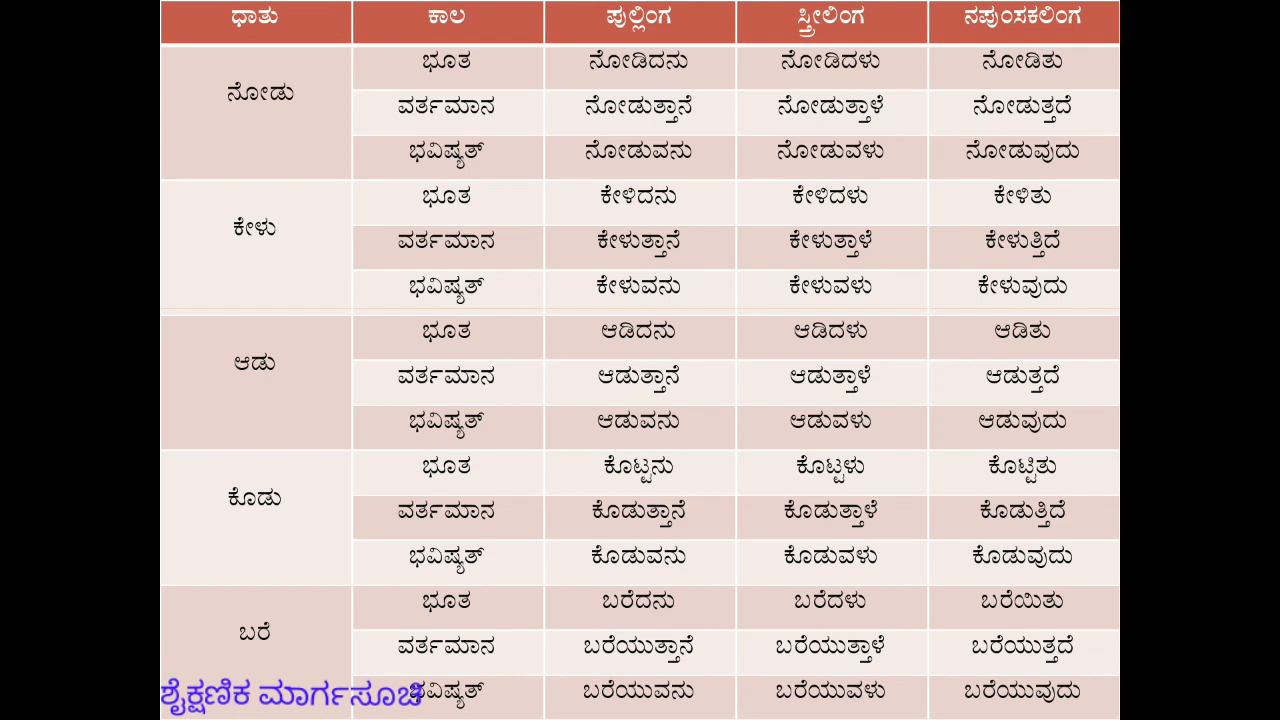 ಧಾತು ಕಾಲ ಪುಲ್ಲಿಂಗ ಸ್ತ್ರೀಲಿಂಗ ನಪುಂಸಕಲಿಂಗ
ನೋಡು ಭೂತ ನೋಡಿದನು ನೋಡಿದಳು ನೋಡಿತು
ವರ್ತಮಾನ ನೋಡುತ್ತಾನೆ ನೋಡುತ್ತಾಳೆ ನೋಡುತ್ತದೆ
ಭವಿಷ್ಯತ್ ನೋಡುವನು ನೋಡುವಳು ನೋಡುವುದು
ಕೇಳು ಭೂತ ಕೇಳಿದನು ಕೇಳಿದಳು ಕೇಳಿತು
ವರ್ತಮಾನ ಕೇಳುತ್ತಾನೆ ಕೇಳುತ್ತಾಳೆ ಕೇಳುತ್ತಿದೆ
ಭವಿಷ್ಯತ್ ಕೇಳುವನು ಕೇಳುವಳು ಕೇಳುವುದು
ಆಡು ಭೂತ ಆಡಿದನು ಆಡಿದಳು ಆಡಿತು
ವರ್ತಮಾನ ಆಡುತ್ತಾನೆ ಆಡುತ್ತಾಳೆ ಆಡುತ್ತದೆ
ಭವಿಷ್ಯತ್ ಆಡುವನು ಆಡುವಳು ಆಡುವುದು
ಕೊಡು ಭೂತ ಕೊಟ್ಟನು ಕೊಟ್ಟಳು ಕೊಟ್ಟಿತು
ವರ್ತಮಾನ ಕೊಡುತ್ತಾನೆ ಕೊಡುತ್ತಾಳೆ ಕೊಡುತ್ತಿದೆ
ಭವಿಷ್ಯತ್ ಕೊಡುವನು ಕೊಡುವಳು ಕೊಡುವುದು
ಬರೆ ಭೂತ ಬರೆದನು ಬರೆದಳು ಬರೆಯಿತು
ವರ್ತಮಾನ ಬರೆಯುತ್ತಾನೆ ಬರೆಯುತ್ತಾಳೆ ಬರೆಯುತ್ತದೆ
ಭವಿಷ್ಯತ್ ಬರೆಯುವನು ಬರೆಯುವಳು ಬರೆಯುವುದು
ಶೈಕ್ಷಣಿಕ ಮಾರ್ಗಸೂಚಿ